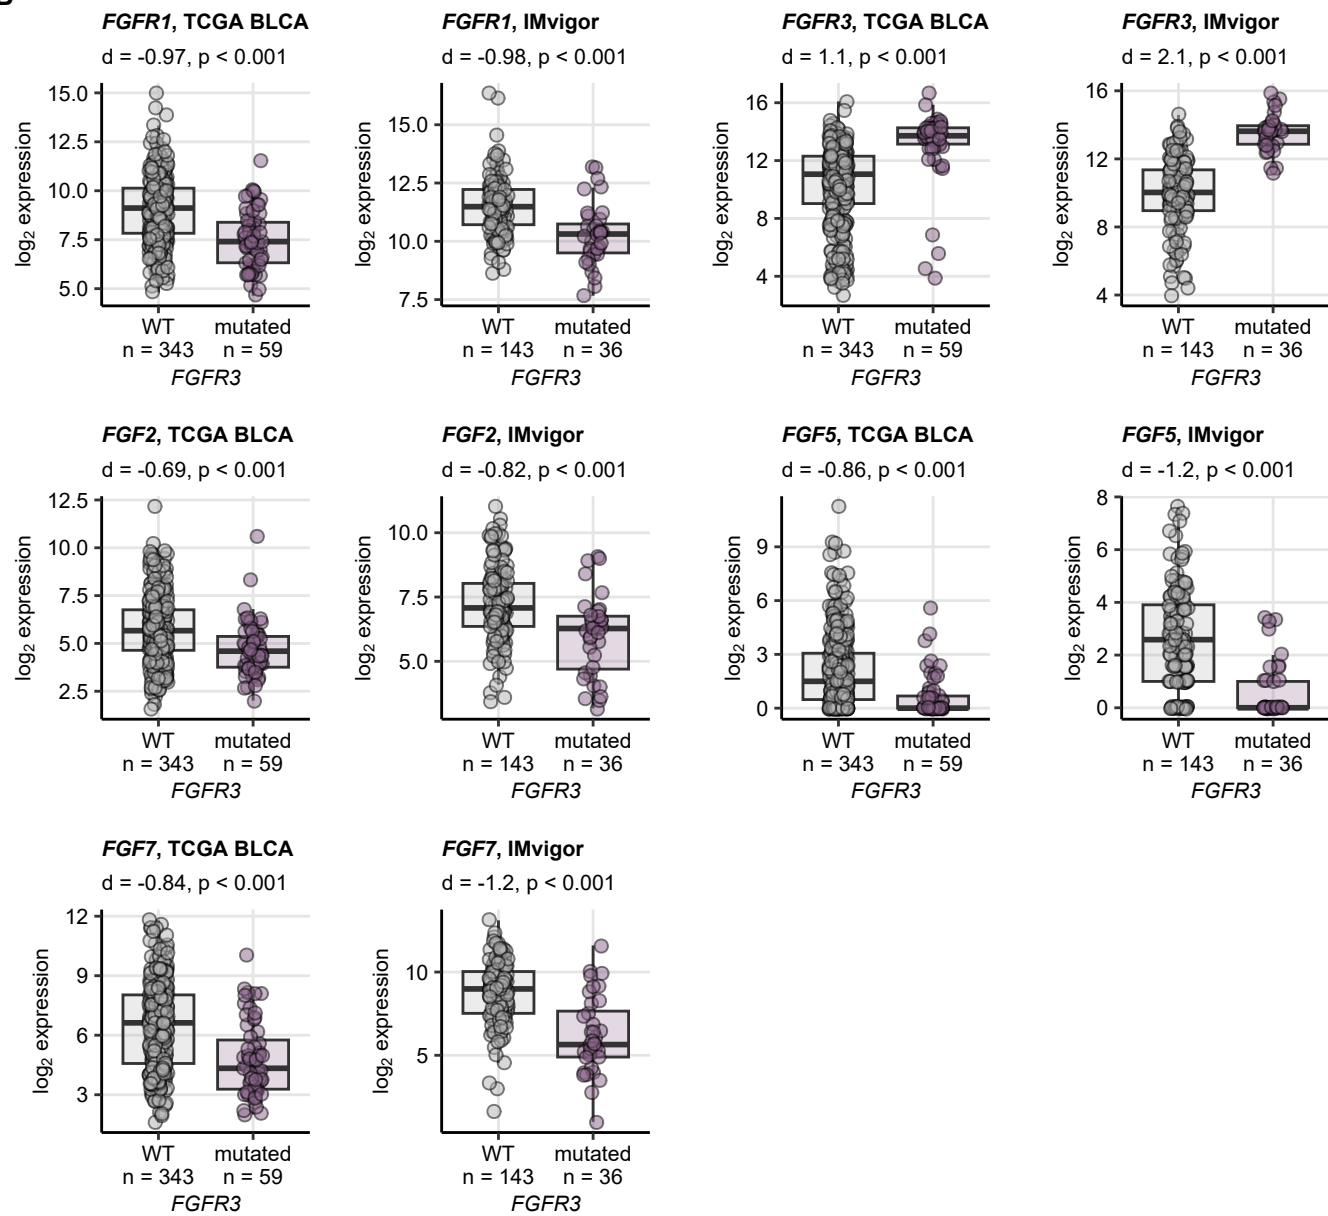 FGFR1, TCGA BLCA
d = -0.97, p < 0.001
log2 expression
15.0
12.5
10.0
7.5
5.0
WT
n = 343
mutated
n = 59
FGFR3
FGFR1, IMvigor
d = -0.98, p < 0.001
log2 expression
15.0
12.5
10.0
7.5
WT
n = 143
mutated
n = 36
FGFR3
FGFR3, TCGA BLCA
d = 1.1, p < 0.001
log2 expression
16
12
8
4
WT
n = 343
mutated
n = 59
FGFR3
FGFR3, IMvigor
d = 2.1, p < 0.001
log2 expression
16
12
8
4
WT
n = 143
mutated
n = 36
FGFR3
FGF2, TCGA BLCA
d = -0.69, p < 0.001
log2 expression
12.5
10.0
7.5
5.0
2.5
WT
n = 343
mutated
n = 59
FGFR3
FGF2, IMvigor
d = -0.82, p < 0.001
log2 expression
10.0
7.5
5.0
WT
n = 143
mutated
n = 36
FGFR3
FGF5, TCGA BLCA
d = -0.86, p < 0.001
log2 expression
9
6
3
0
WT
n = 343
mutated
n = 59
FGFR3
FGF5, IMvigor
d = -1.2, p < 0.001
log2 expression
8
6
4
2
0
WT
n = 143
mutated
n = 36
FGFR3
FGF7, TCGA BLCA
d = -0.84, p < 0.001
log2 expression
12
9
6
3
WT
n = 343
mutated
n = 59
FGFR3
FGF7, IMvigor
d = -1.2, p < 0.001
log2 expression
10
5
WT
n = 143
mutated
n = 36
FGFR3